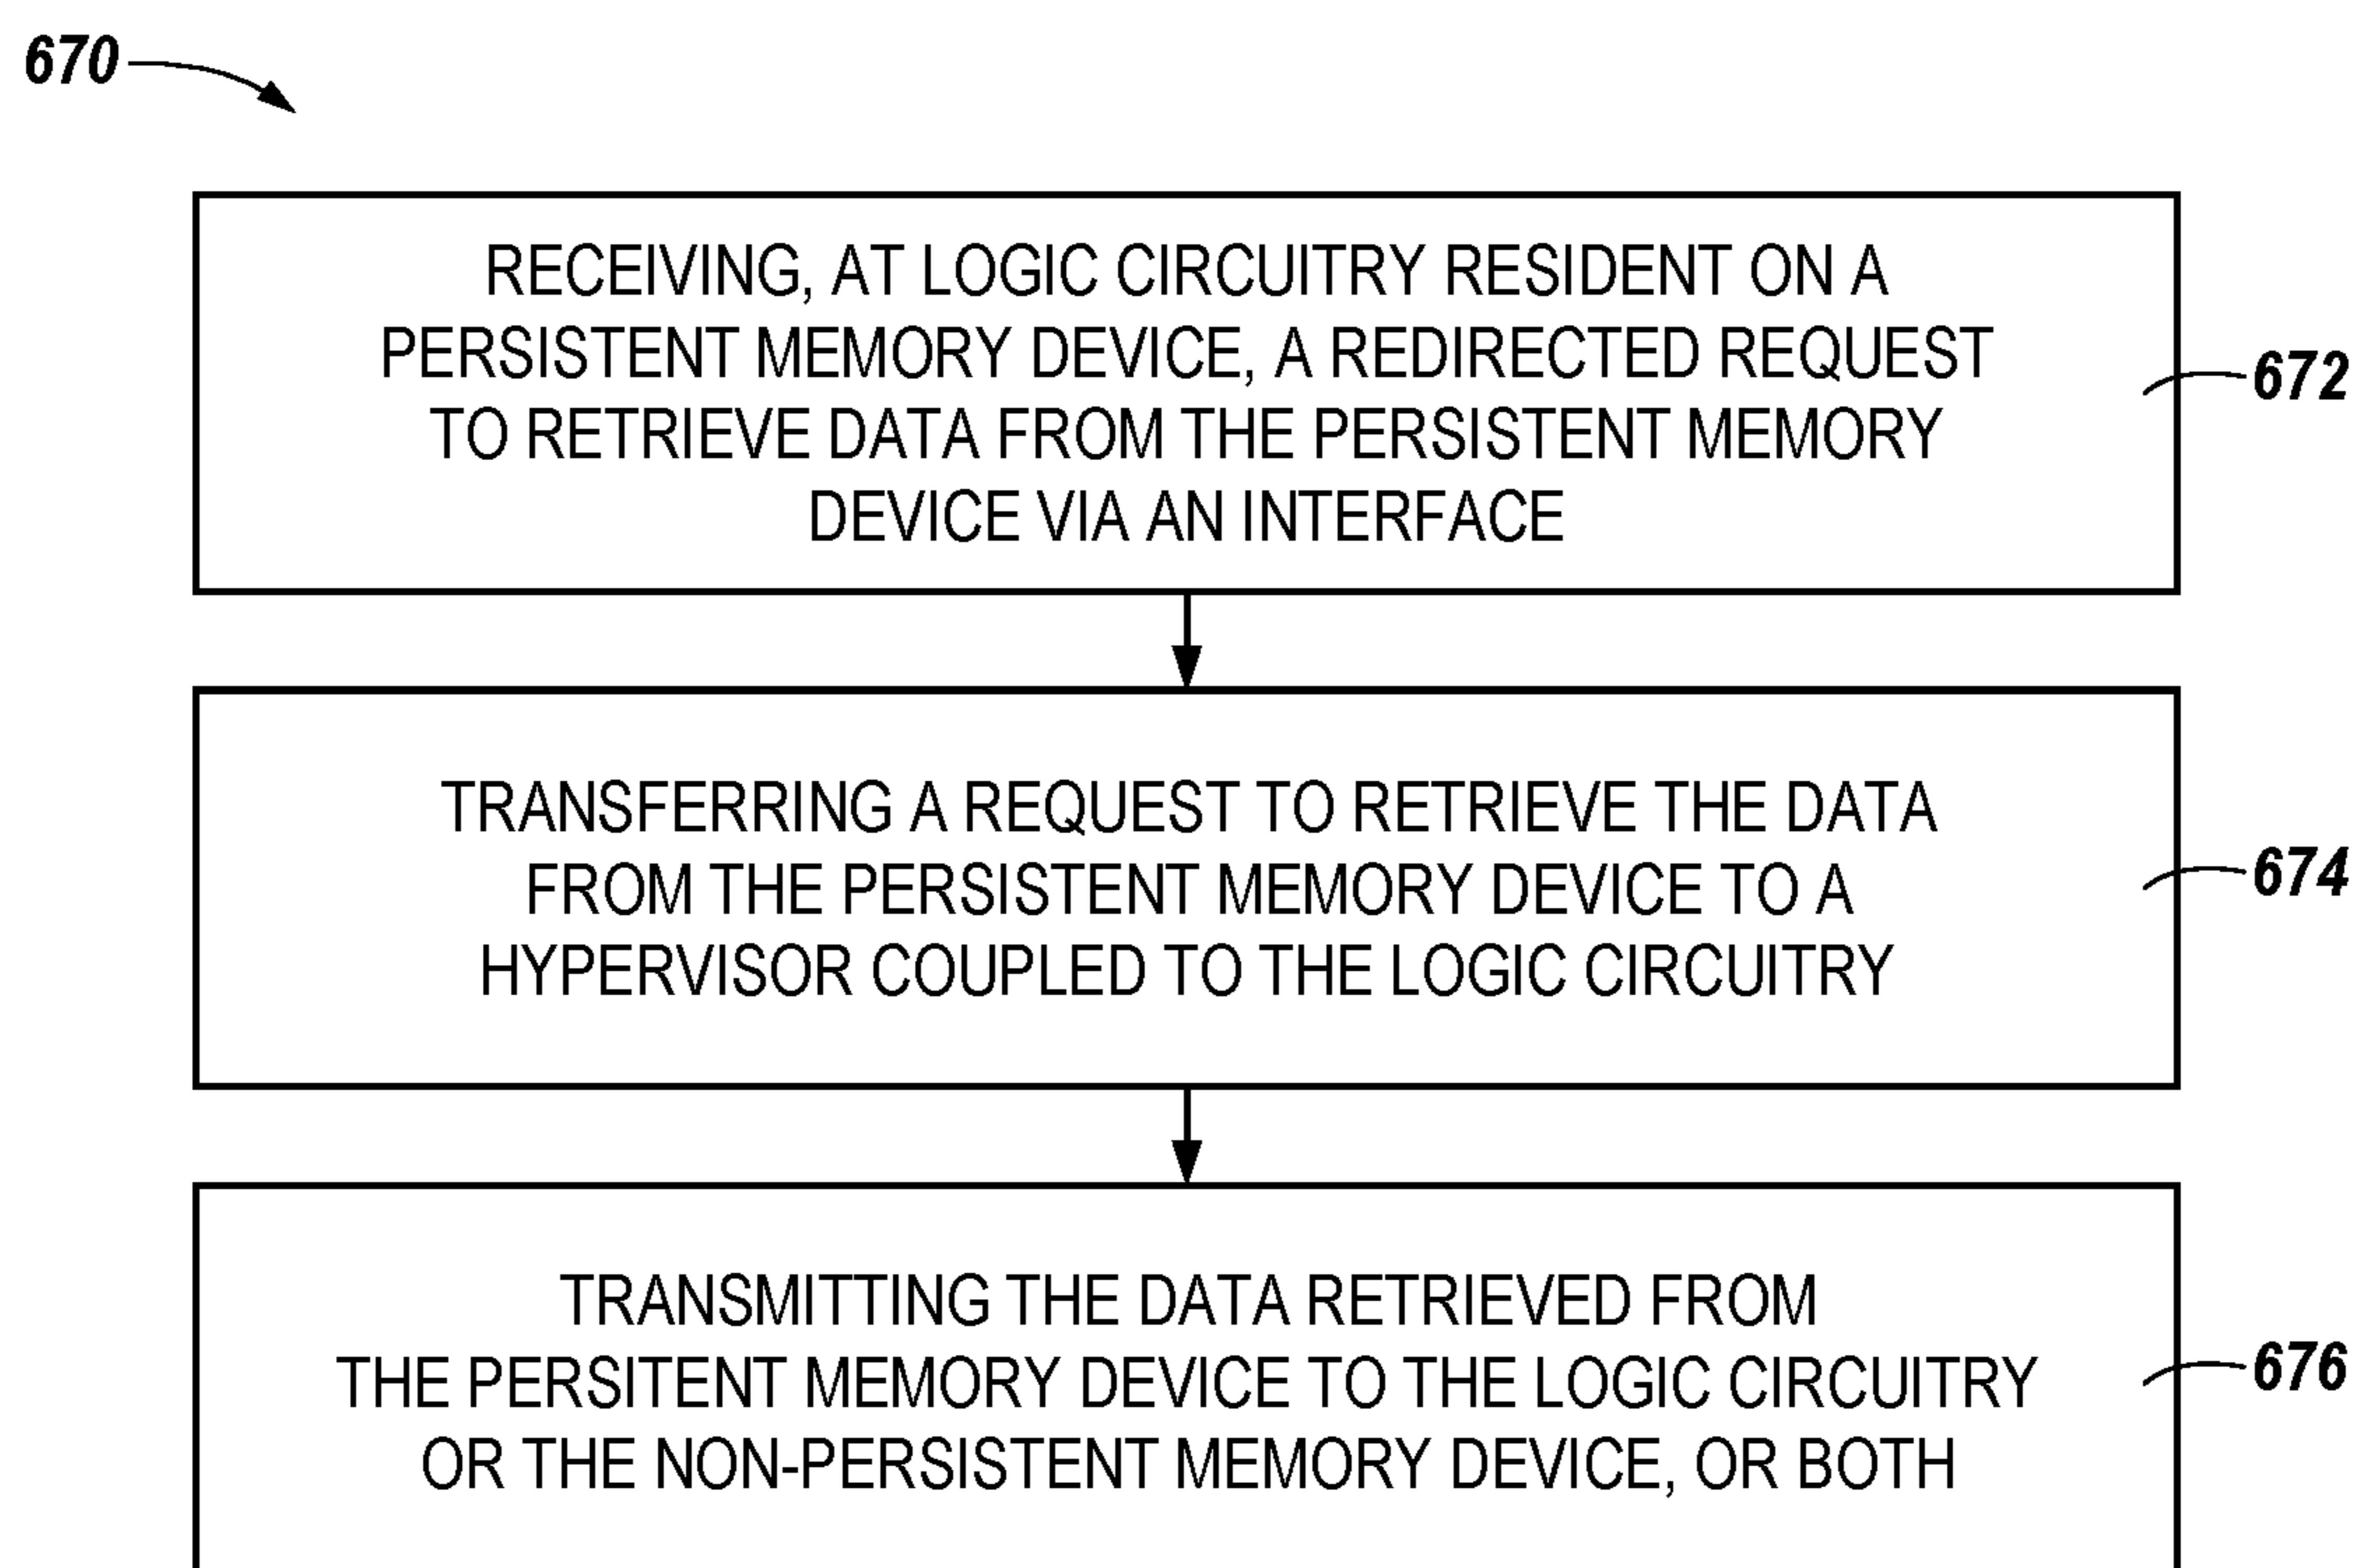 670
RECEIVING, AT LOGIC CIRCUITRY RESIDENT ON A
PERSISTENT MEMORY DEVICE, A REDIRECTED REQUEST
TO RETRIEVE DATA FROM THE PERSISTENT MEMORY
DEVICE VIA AN INTERFACE
672
TRANSFERRING A REQUEST TO RETRIEVE THE DATA
FROM THE PERSISTENT MEMORY DEVICE TO A
HYPERVISOR COUPLED TO THE LOGIC CIRCUITRY
674
TRANSMITTING THE DATA RETRIEVED FROM
THE PERSITENT MEMORY DEVICE TO THE LOGIC CIRCUITRY
OR THE NON-PERSISTENT MEMORY DEVICE, OR BOTH
676